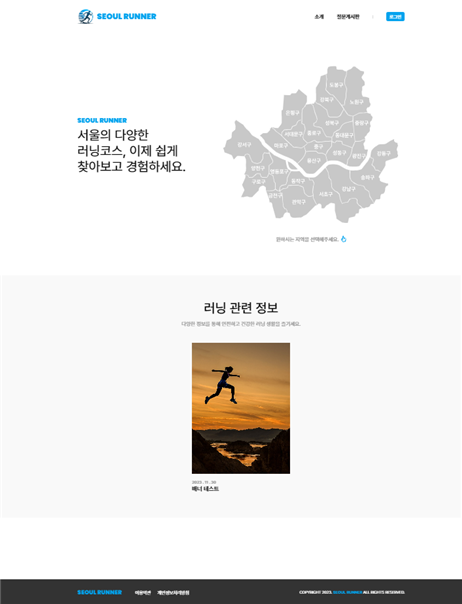 SEOUL RUNNER
소개
질문게시판
로그인
SEOUL RUNNER
서울의 다양한
러닝코스, 이제 쉽게
찾아보고 경험하세요.
도봉구
강북구
노원구
은평구
성북구
중랑구
종로구
서대문구
동대문구
강서구
마포구
중구
성동구
광진구
강동구
용산구
양천구
영등포구
구로구
동작구
송파구
강남구
서초구
금천구
관악구
원하시는 지역을 선택해주세요.
러닝 관련 정보
다양한 정보를 통해 안전하고 건강한 러닝 생활을 즐기세요.
2023 . 11 . 30
배너 테스트
SEOUL RUNNER
이용약관
개인정보처리방침
COPYRIGHT 2023. SEOUL RUNNER ALL RIGHTS RESERVED.